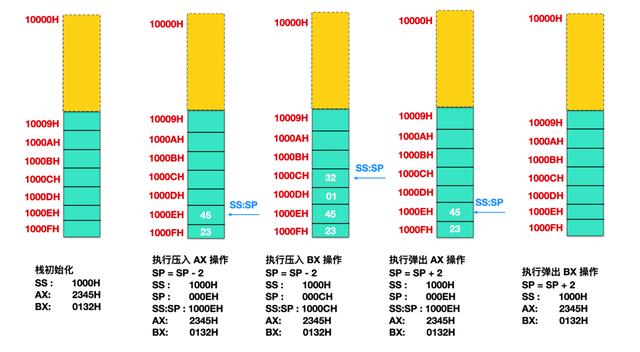 10000H
10009H
1000AH
1000BH
1000CH
1000DH
1000EH
1000FH
栈初始化
SS : 1000H
AX: 2345H
BX: 0132H
10000H
10009H
1000AH
1000BH
1000CH
1000DH
1000EH 45
1000FH 23
SS:SP
执行压入 AX 操作
SP = SP - 2
SS : 1000H
SP : 000EH
SS:SP : 1000EH
AX: 2345H
BX: 0132H
10000H
10009H
1000AH
1000BH
1000CH 32
1000DH 01
1000EH 45
1000FH 23
SS:SP
执行压入 BX 操作
SP = SP - 2
SS : 1000H
SP : 000CH
SS:SP : 1000CH
AX: 2345H
BX: 0132H
10000H
10009H
1000AH
1000BH
1000CH
1000DH
1000EH 45
1000FH 23
SS:SP
执行弹出 AX 操作
SP = SP + 2
SS : 1000H
SP : 000EH
SS:SP : 1000EH
AX: 2345H
BX: 0132H
10000H
10009H
1000AH
1000BH
1000CH
1000DH
1000EH
1000FH
执行弹出 BX 操作
SP = SP + 2
SS : 1000H
AX: 2345H
BX: 0132H